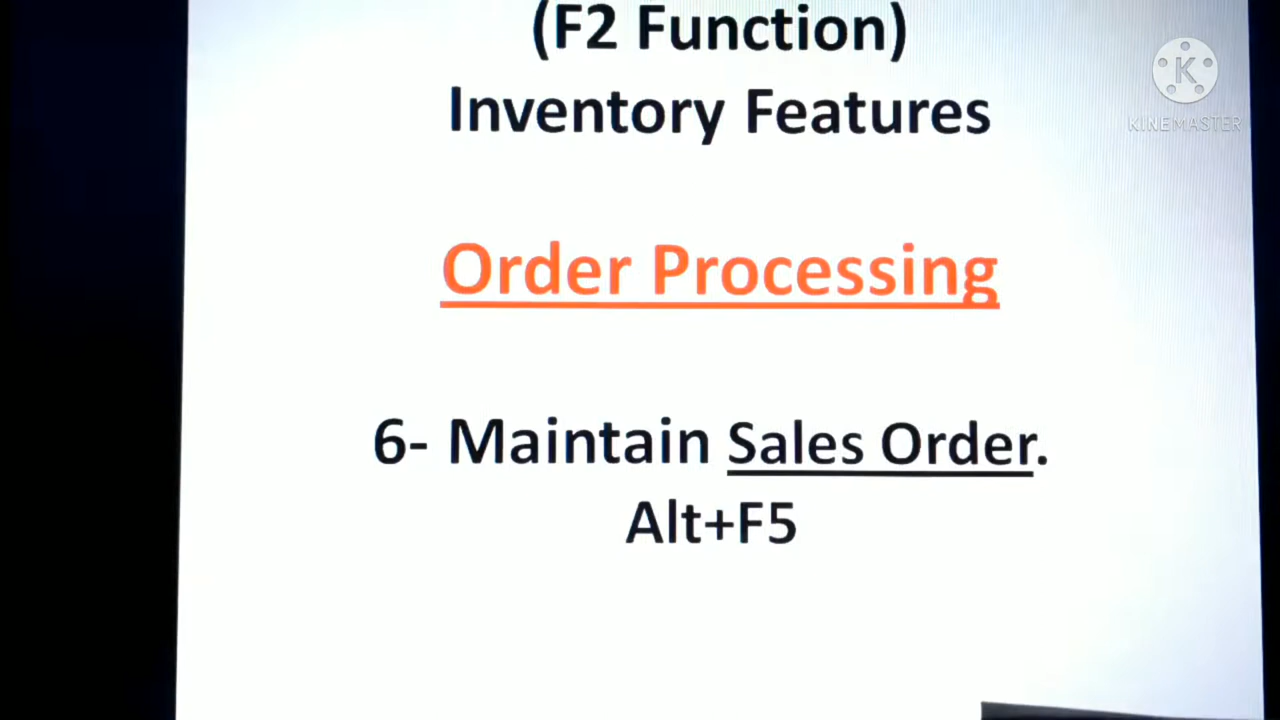 (F2 Function)
Inventory Features
KINEMASTER
Order Processing
6- Maintain Sales Order.
Alt+F5